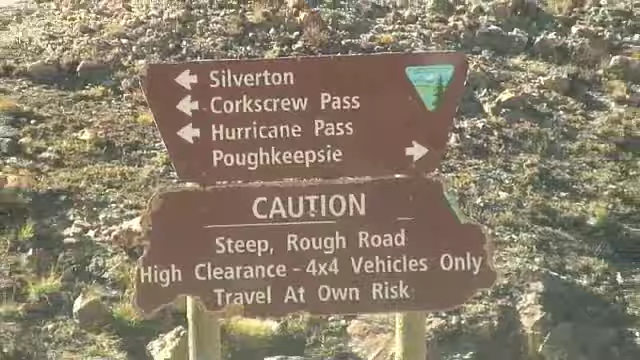 Silverton
Corkscrew Pass
Hurricane Pass
Poughkeepsie
CAUTION
Steep, Rough Road
High Clearance - 4x4 Vehicles Only
Travel At Own Risk